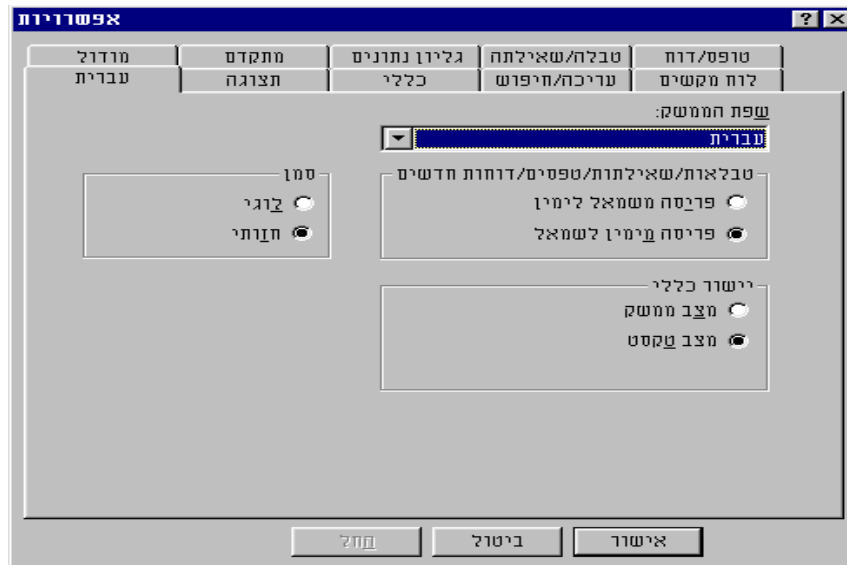 אפשרויות
טופס/דוח טבלה/שאילתה גליון נתונים מתקדם מודול
לוח מקשים עריכה/חיפוש כללי תצוגה עברית
שפת הממשק:
עברית
טבלאות/שאילתות/טפסים/דוחות חדשים
פריסה משמאל לימין
פריסה מימין לשמאל
סמן
לוגי
חזותי
יישור כללי
מצב ממשק
מצב טקסט
אישור ביטול החל